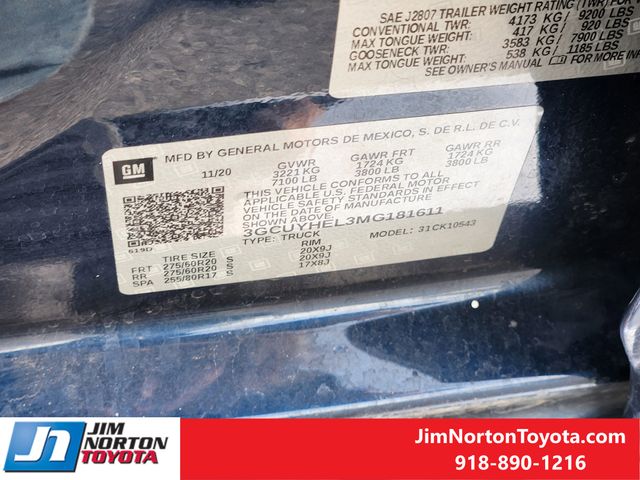 SAE J2807 TRAILER WEIGHT RATING (TWR) FOR
CONVENTIONAL TWR: 4173 KG / 9200 LBS
MAX TONGUE WEIGHT: 417 KG / 920 LBS
GOOSENECK TWR: 3583 KG / 7900 LBS
MAX TONGUE WEIGHT: 538 KG / 1185 LBS
SEE OWNER'S MANUAL FOR MORE INFO
GM
MFD BY GENERAL MOTORS DE MEXICO, S. DE R.L. DE C.V.
11/20 GVWR GAWR FRT GAWR RR
3221 KG 1724 KG 1724 KG
7100 LB 3800 LB 3800 LB
THIS VEHICLE CONFORMS TO ALL
APPLICABLE U.S. FEDERAL MOTOR
VEHICLE SAFETY STANDARDS IN EFFECT
ON THE DATE OF MANUFACTURE
SHOWN ABOVE.
3GCUYHEL3MG181611
619D TYPE: TRUCK MODEL: 31CK10543
TIRE SIZE RIM
FRT 275/60R20 S 20X9J
RR 275/60R20 S 20X9J
SPA 255/80R17 S 17X8J
JIM
NORTON
TOYOTA
JimNortonToyota.com
918-890-1216